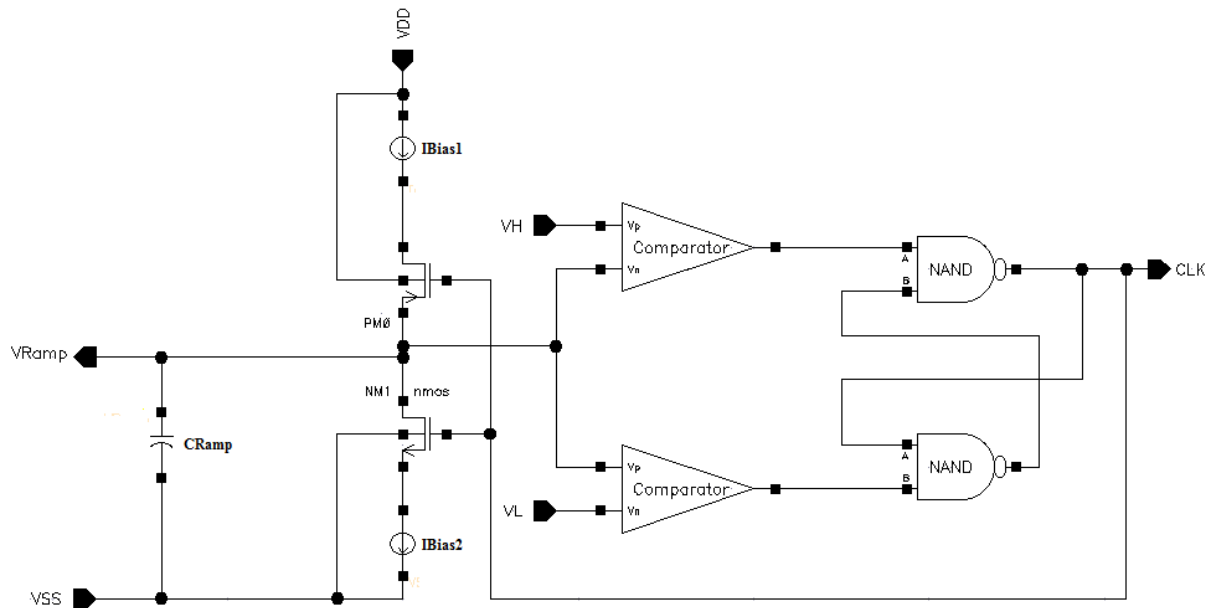 VDD
IBias1
VH
Vp
Comparator
Vn
A
NAND
B
CLK
PM0
VRamp
NM1 nmos
CRamp
A
NAND
B
Vp
Comparator
VL
Vn
IBias2
VSS